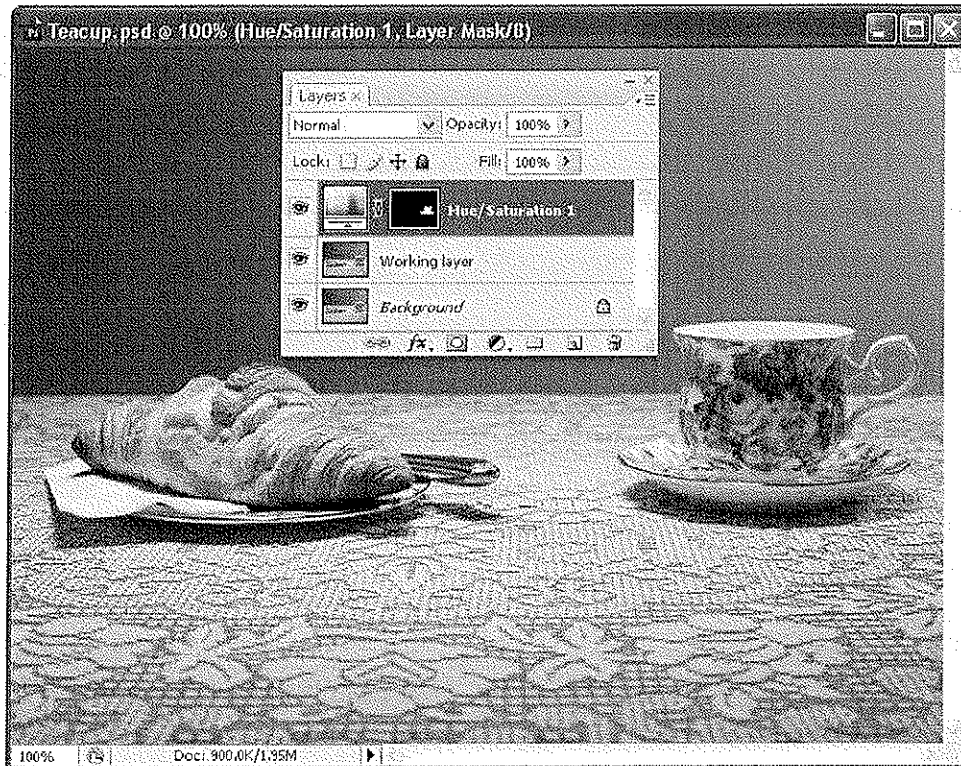 Teacup.psd @ 100% (Hue/Saturation 1, Layer Mask/8)
Layers ×
Normal Opacity: 100%
Lock: Fill: 100%
Hue/Saturation 1
Working layer
Background
fx
100% Doc: 900.0K/1.95M